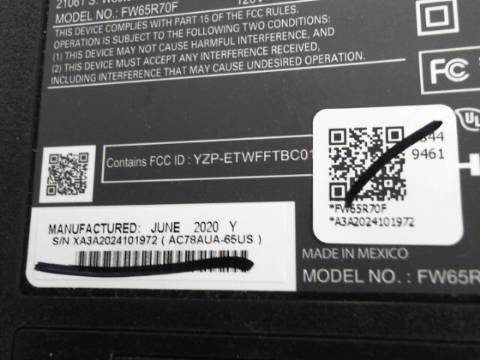 MODEL NO.: FW65R70F 120V
THIS DEVICE COMPLIES WITH PART 15 OF THE FCC RULES.
OPERATION IS SUBJECT TO THE FOLLOWING TWO CONDITIONS:
(1) THIS DEVICE MAY NOT CAUSE HARMFUL INTERFERENCE, AND
(2) THIS DEVICE MUST ACCEPT ANY INTERFERENCE RECEIVED,
INCLUDING INTERFERENCE THAT MAY CAUSE UNDESIRED
FC
UL
Contains FCC ID : YZP-ETWFFTBC01
9461
*FW65R70F
*A3A2024101972
MANUFACTURED: JUNE 2020 Y
S/N XA3A2024101972 ( AC78AUA-65US )
MADE IN MEXICO
MODEL NO. : FW65R